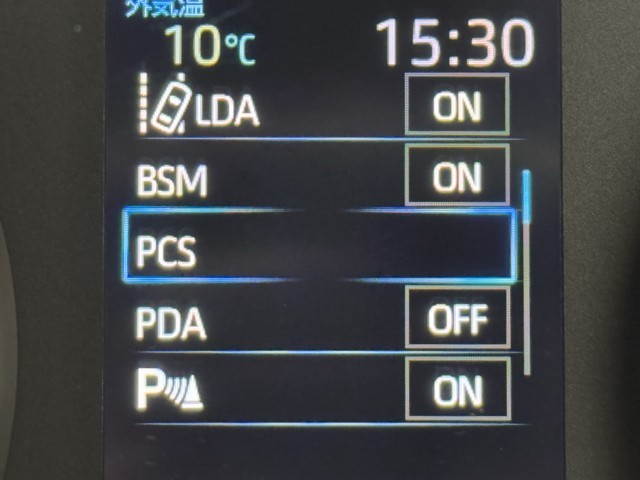 外気温
10℃ 15:30
LDA ON
BSM ON
PCS
PDA OFF
P ON